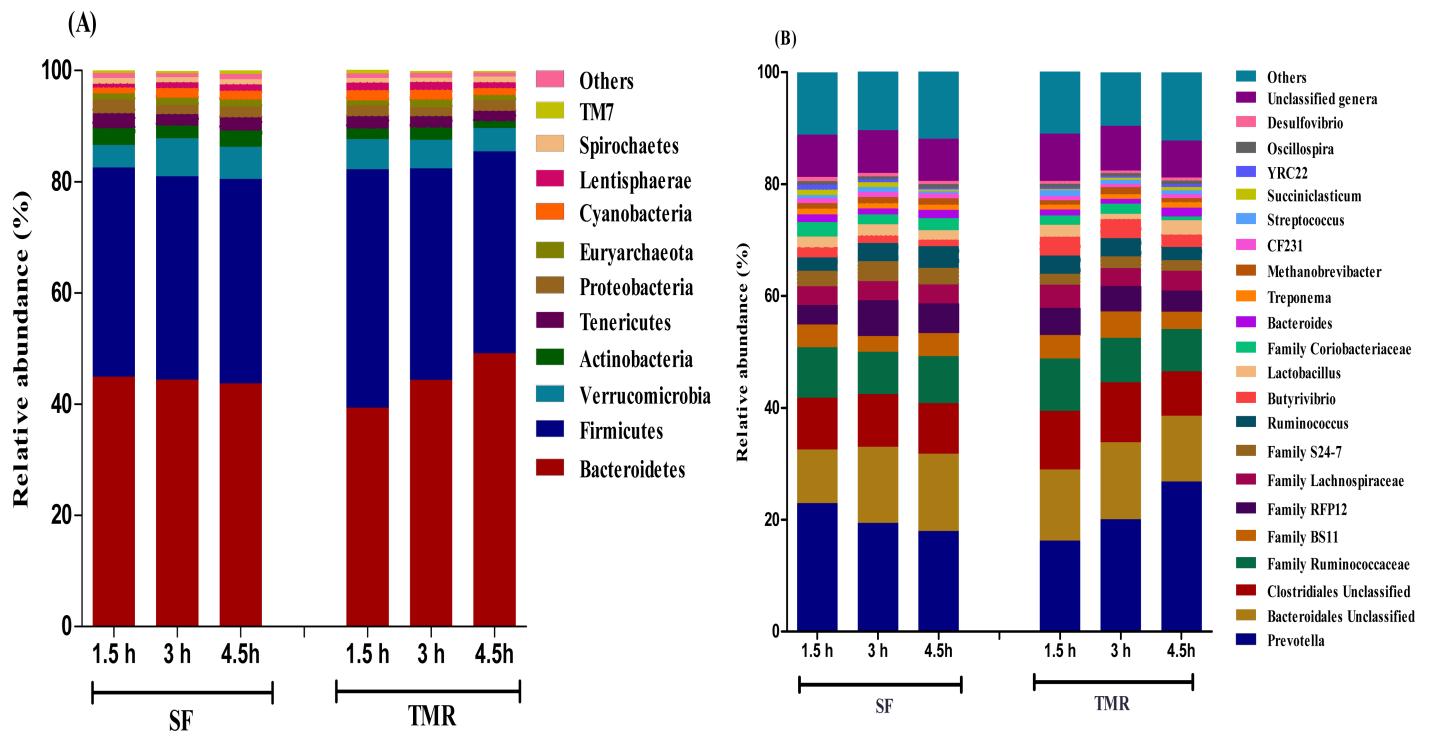 (A)
Relative abundance (%)
100
80
60
40
20
0
1.5 h
3 h
4.5h
1.5 h
3 h
4.5h
SF
TMR
Others
TM7
Spirochaetes
Lentisphaerae
Cyanobacteria
Euryarchaeota
Proteobacteria
Tenericutes
Actinobacteria
Verrucomicrobia
Firmicutes
Bacteroidetes
(B)
Relative abundance (%)
100
80
60
40
20
0
1.5 h
3 h
4.5h
1.5 h
3 h
4.5h
SF
TMR
Others
Unclassified genera
Desulfovibrio
Oscillospira
YRC22
Succiniclasticum
Streptococcus
CF231
Methanobrevibacter
Treponema
Bacteroides
Family Coriobacteriaceae
Lactobacillus
Butyrivibrio
Ruminococcus
Family S24-7
Family Lachnospiraceae
Family RFP12
Family BS11
Family Ruminococcaceae
Clostridiales Unclassified
Bacteroidales Unclassified
Prevotella